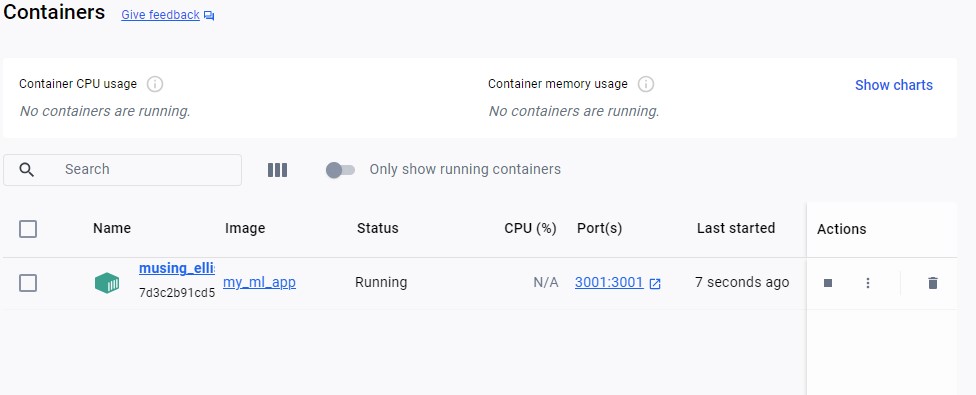 Containers Give feedback
Container CPU usage
No containers are running.
Container memory usage
No containers are running.
Show charts
Search
Only show running containers
Name Image Status CPU (%) Port(s) Last started Actions
musing_elli
7d3c2b91cd5
my_ml_app Running N/A 3001:3001 7 seconds ago